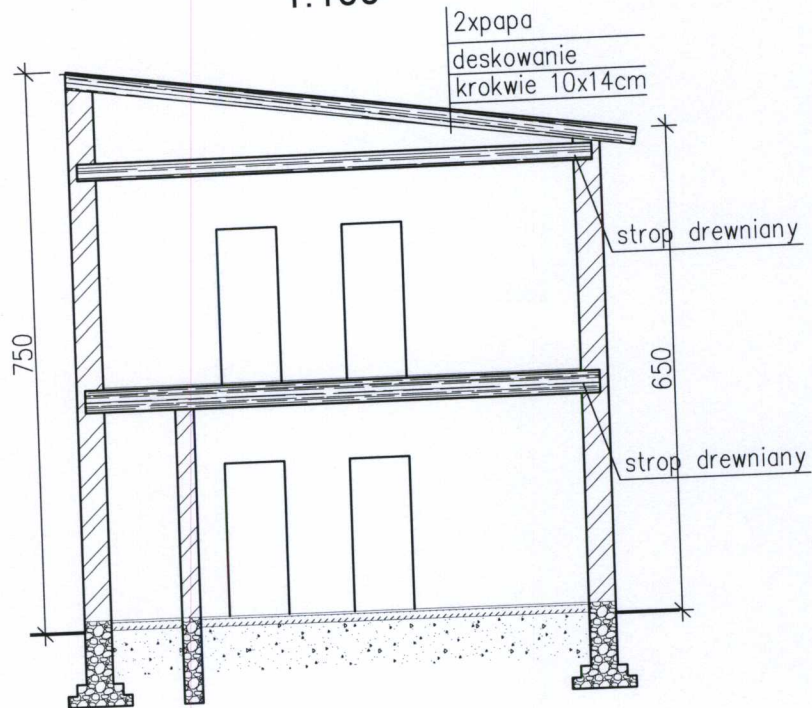 2xpapa
deskowanie
krokwie 10x14cm
strop drewniany
750
650
strop drewniany